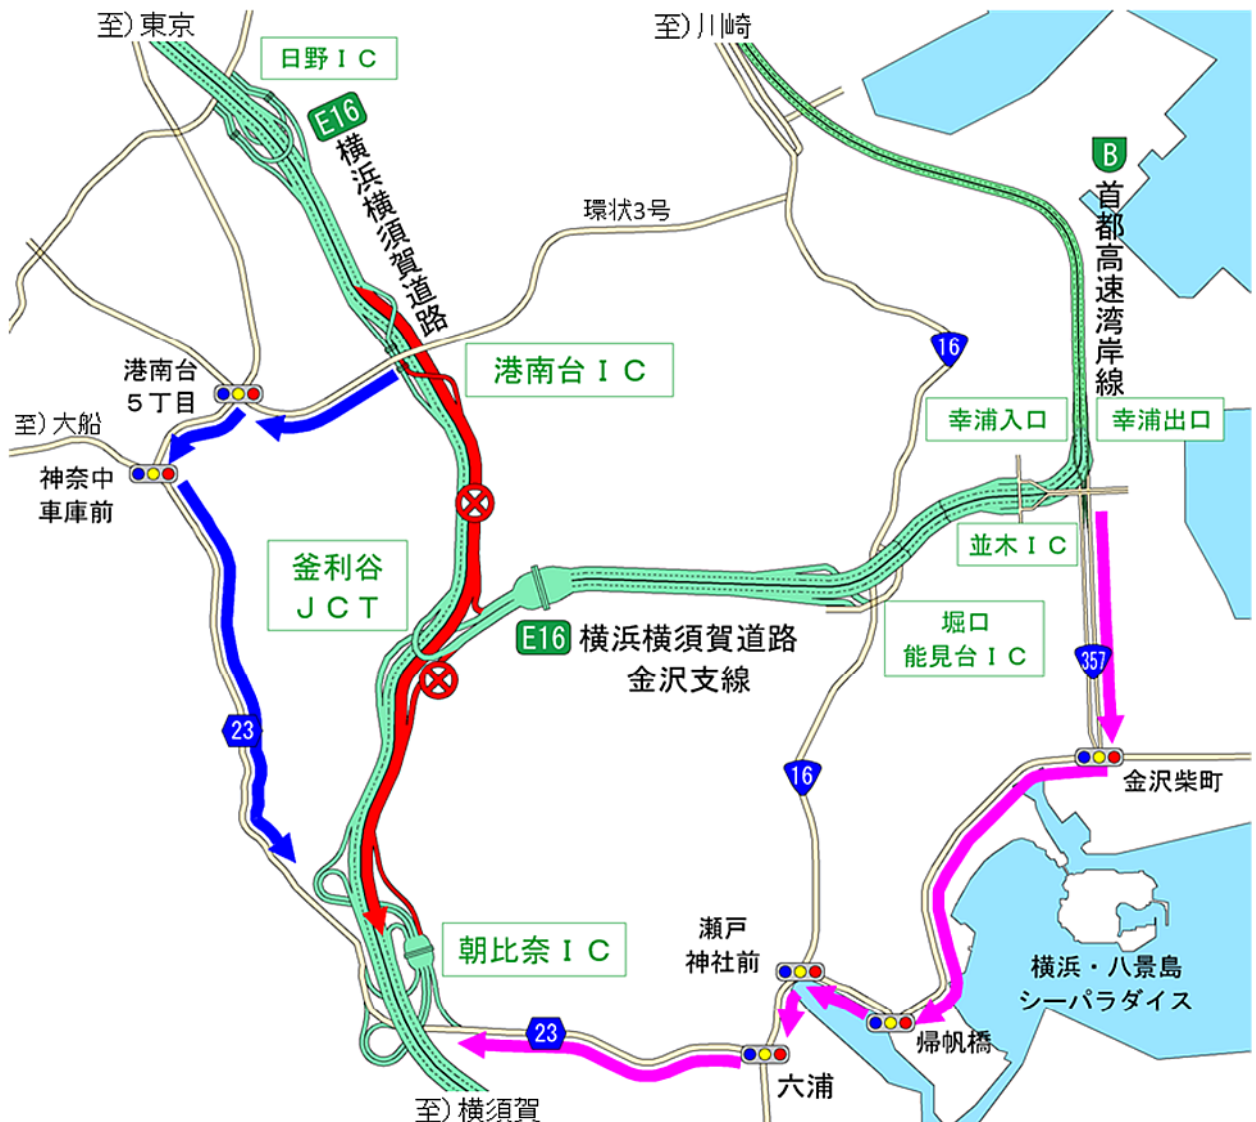 至）東京
至）川崎
日野ＩＣ
E16
横浜横須賀道路
B
首都高速湾岸線
環状3号
16
港南台
５丁目
港南台ＩＣ
至）大船
幸浦入口
幸浦出口
神奈中
車庫前
並木ＩＣ
釜利谷
ＪＣＴ
E16
横浜横須賀道路
金沢支線
堀口
能見台ＩＣ
357
23
16
金沢柴町
朝比奈ＩＣ
瀬戸
神社前
横浜・八景島
シーパラダイス
23
帰帆橋
六浦
至）横須賀